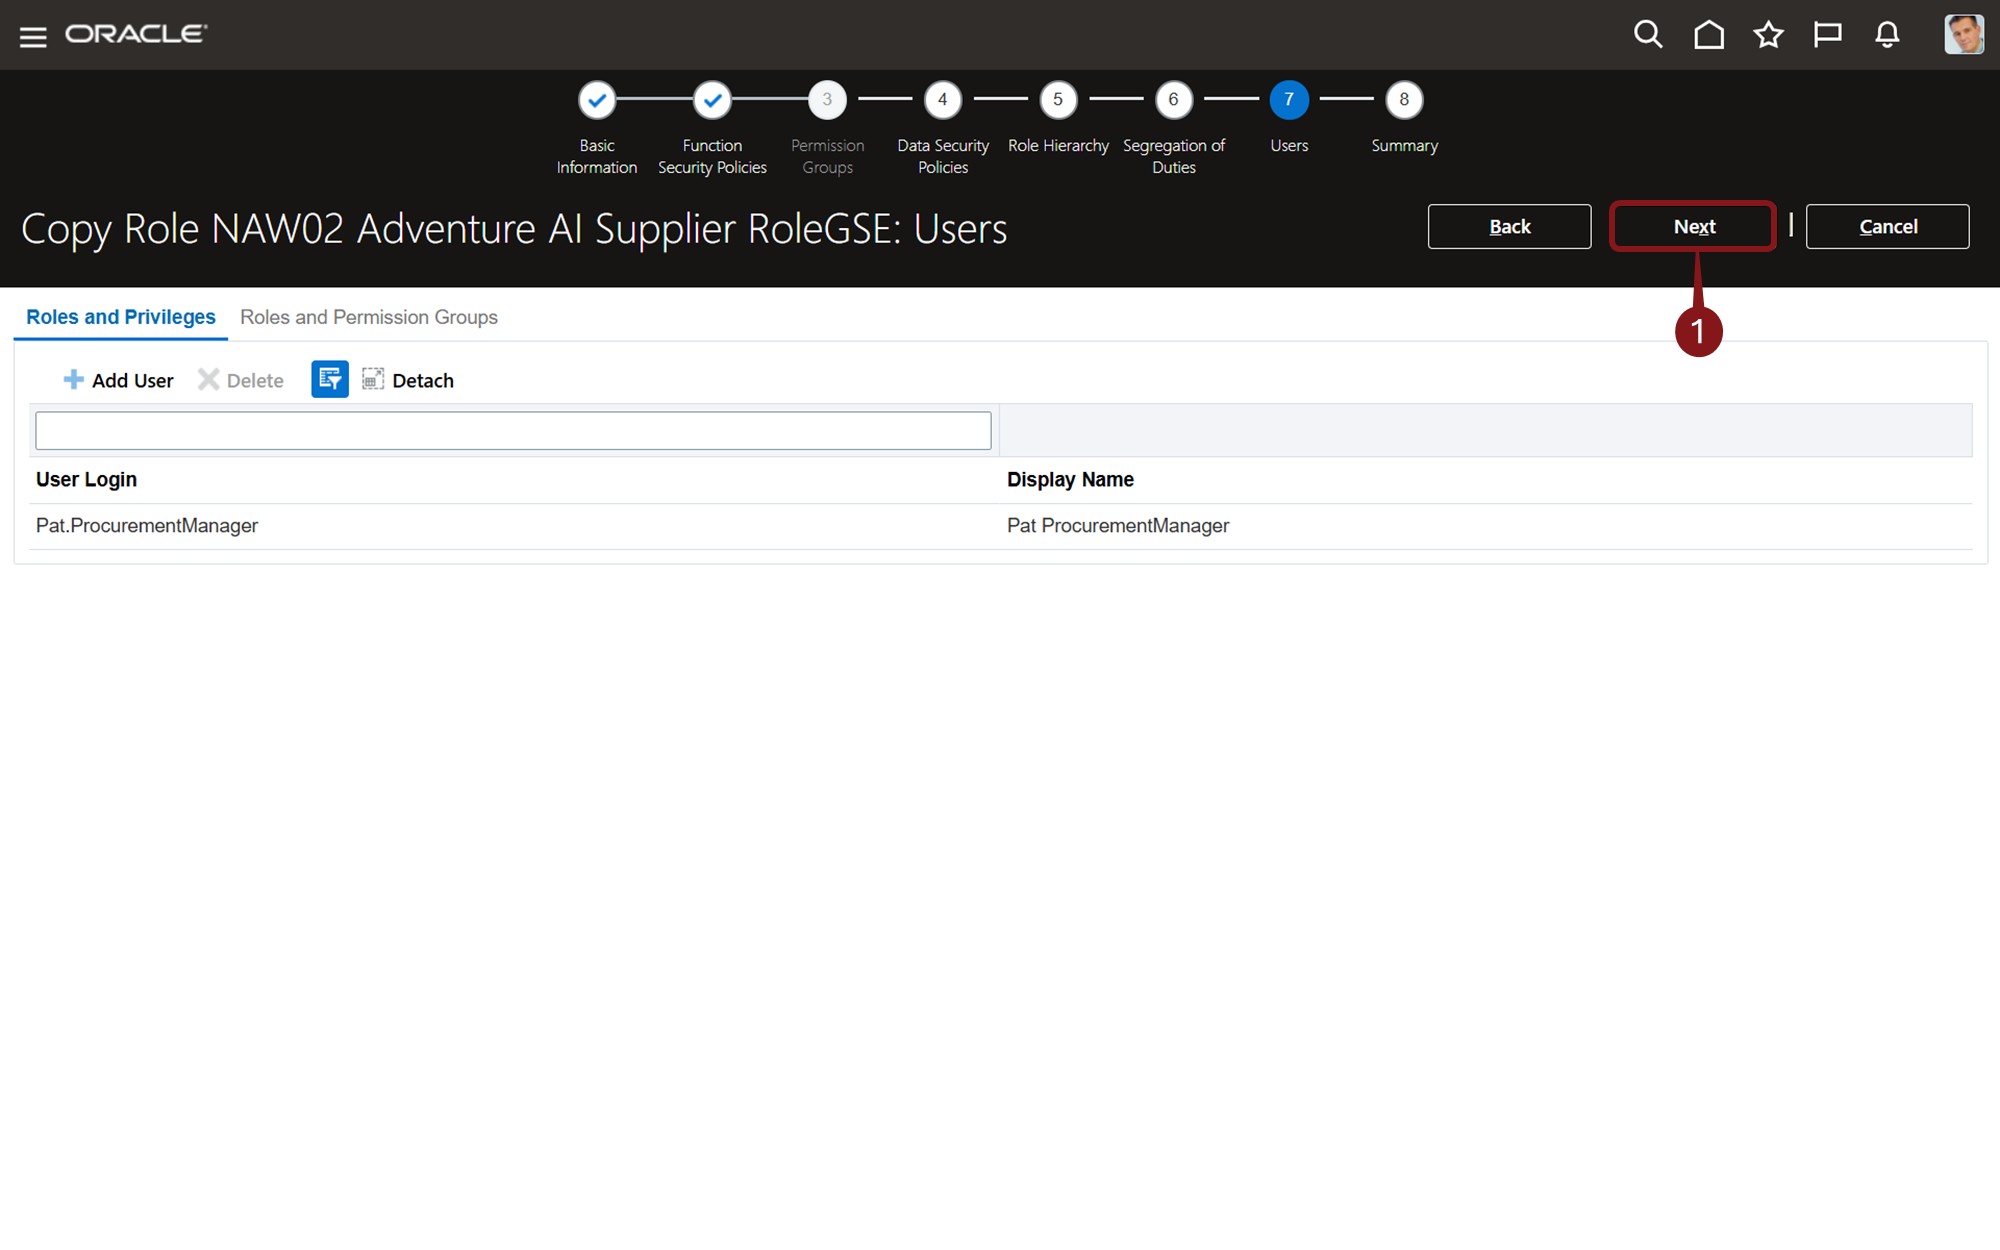 ORACLE
3
4
5
6
7
8
Basic
Information
Function
Security Policies
Permission
Groups
Data Security
Policies
Role Hierarchy
Segregation of
Duties
Users
Summary
Copy Role NAW02 Adventure AI Supplier RoleGSE: Users
Back
Next
Cancel
1
Roles and Privileges
Roles and Permission Groups
Add User
Delete
Detach
User Login
Display Name
Pat.ProcurementManager
Pat ProcurementManager